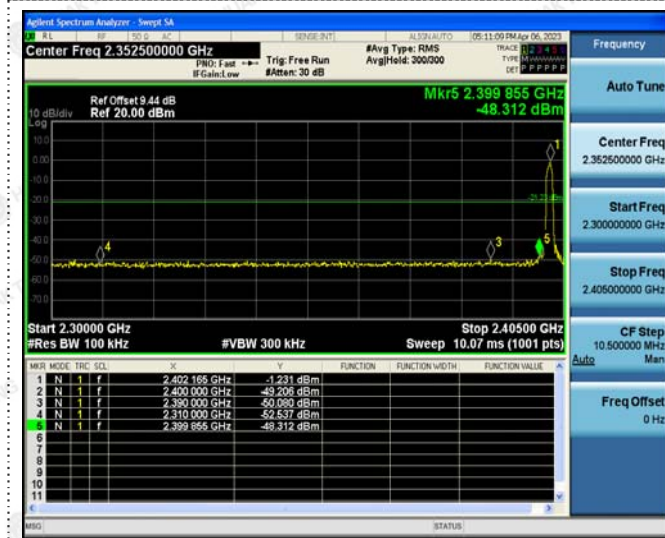 Agilent Spectrum Analyzer - Swept SA
RL RF 50 Ω AC SENSE:INT ALIGN AUTO 05:11:09 PM Apr 06, 2023
Center Freq 2.352500000 GHz
PNO: Fast
IFGain:Low
Trig: Free Run
#Atten: 30 dB
#Avg Type: RMS
Avg|Hold: 300/300
TRACE 1 2 3 4 5 6
TYPE
DET P P P P P P
Mkr5 2.399 855 GHz
-48.312 dBm
Ref Offset 9.44 dB
10 dB/div Ref 20.00 dBm
Log
10.0
0.00
-10.0
-20.0
-30.0
-40.0
-50.0
-60.0
-70.0
1
3
4
5
Start 2.30000 GHz Stop 2.40500 GHz
#Res BW 100 kHz #VBW 300 kHz Sweep 10.07 ms (1001 pts)
MKR MODE TRC SCL X Y FUNCTION FUNCTION WIDTH FUNCTION VALUE
1 N 1 f 2.402 165 GHz -1.231 dBm
2 N 1 f 2.400 000 GHz -49.206 dBm
3 N 1 f 2.390 000 GHz -50.080 dBm
4 N 1 f 2.310 000 GHz -52.537 dBm
5 N 1 f 2.399 855 GHz -48.312 dBm
6
7
8
9
10
11
MSG STATUS
Frequency
Auto Tune
Center Freq
2.352500000 GHz
Start Freq
2.300000000 GHz
Stop Freq
2.405000000 GHz
CF Step
10.500000 MHz
Auto Man
Freq Offset
0 Hz